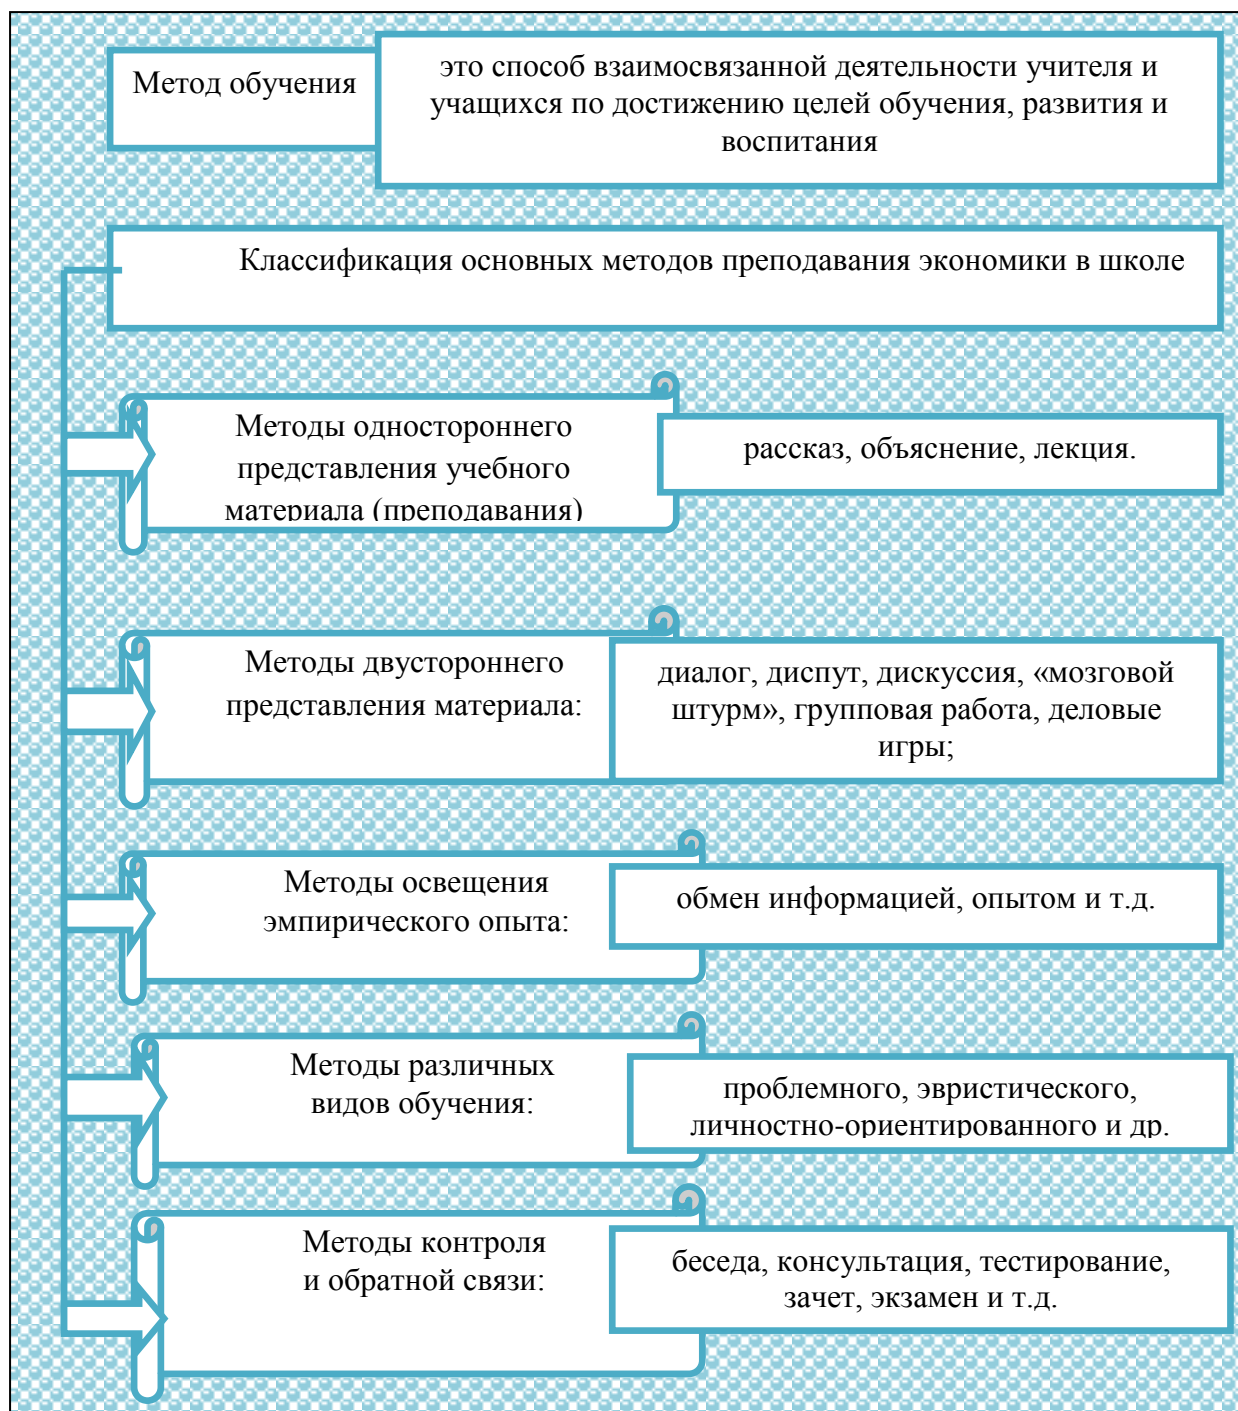 Метод обучения
это способ взаимосвязанной деятельности учителя и
учащихся по достижению целей обучения, развития и
воспитания
Классификация основных методов преподавания экономики в школе
Методы одностороннего
представления учебного
материала (преподавания)
рассказ, объяснение, лекция.
Методы двустороннего
представления материала:
диалог, диспут, дискуссия, «мозговой
штурм», групповая работа, деловые
игры;
Методы освещения
эмпирического опыта:
обмен информацией, опытом и т.д.
Методы различных
видов обучения:
проблемного, эвристического,
личностно-ориентированного и др.
Методы контроля
и обратной связи:
беседа, консультация, тестирование,
зачет, экзамен и т.д.